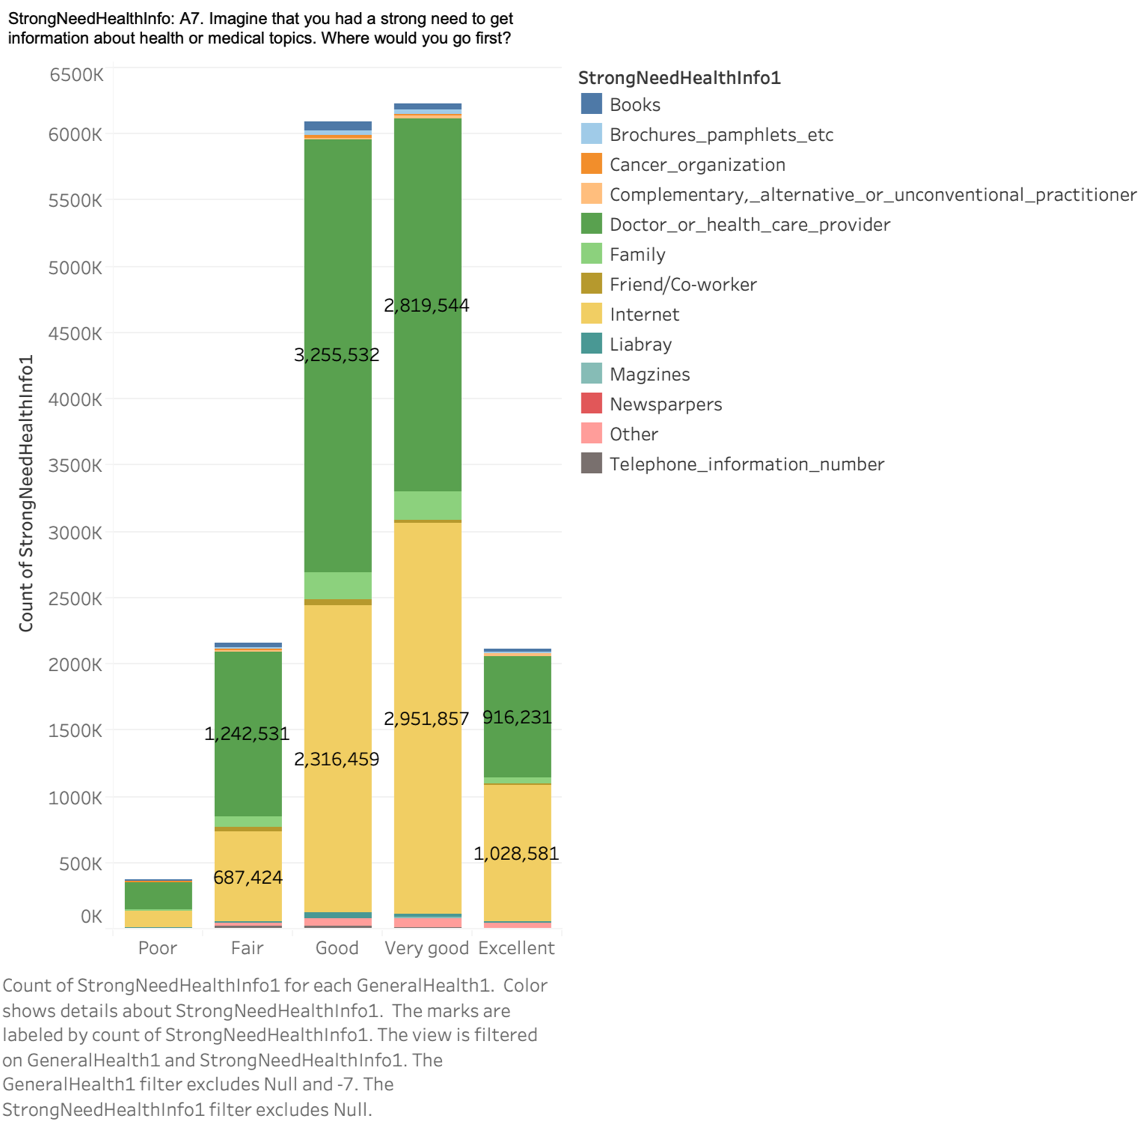 StrongNeedHealthInfo: A7. Imagine that you had a strong need to get
information about health or medical topics. Where would you go first?
6500K
6000K
5500K
5000K
4500K
4000K
3500K
3000K
2500K
2000K
1500K
1000K
500K
0K
Count of StrongNeedHealthInfo1
2,819,544
3,255,532
2,951,857
916,231
1,242,531
2,316,459
1,028,581
687,424
Poor
Fair
Good
Very good
Excellent
StrongNeedHealthInfo1
Books
Brochures_pamphlets_etc
Cancer_organization
Complementary,_alternative_or_unconventional_practitioner
Doctor_or_health_care_provider
Family
Friend/Co-worker
Internet
Liabray
Magzines
Newsparpers
Other
Telephone_information_number
Count of StrongNeedHealthInfo1 for each GeneralHealth1.  Color
shows details about StrongNeedHealthInfo1.  The marks are
labeled by count of StrongNeedHealthInfo1. The view is filtered
on GeneralHealth1 and StrongNeedHealthInfo1. The
GeneralHealth1 filter excludes Null and -7. The
StrongNeedHealthInfo1 filter excludes Null.